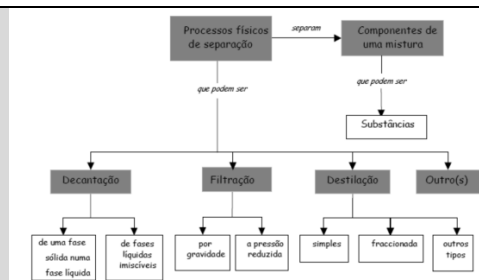 Processos físicos
de separação
separam
Componentes de
uma mistura
que podem ser
que podem ser
Substâncias
Decantação
Filtração
Destilação
Outro(s)
de uma fase
sólida numa
fase líquida
de fases
líquidas
imiscíveis
por
gravidade
a pressão
reduzida
simples
fraccionada
outros
tipos